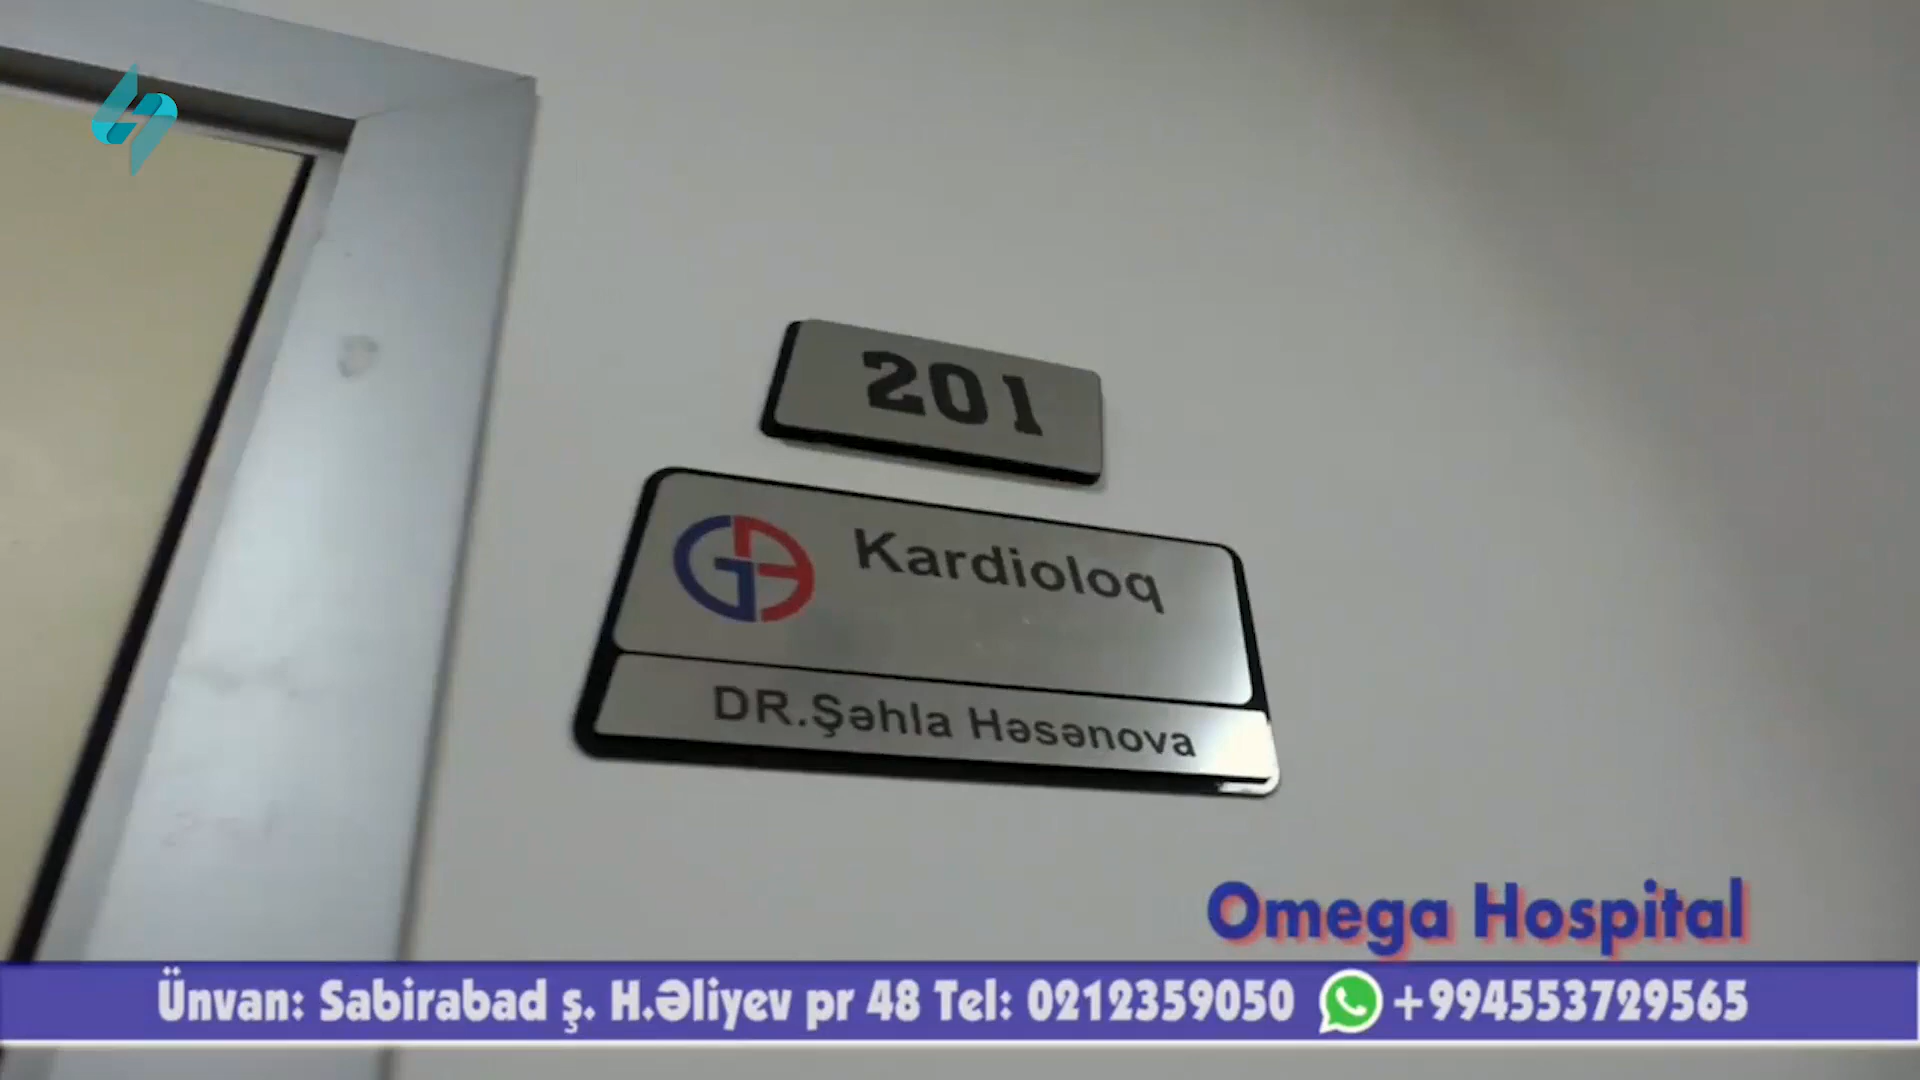 201
Kardioloq
DR.Şəhla Həsənova
Omega Hospital
Ünvan: Sabirabad ş. H.Əliyev pr 48 Tel: 0212359050 +994553729565